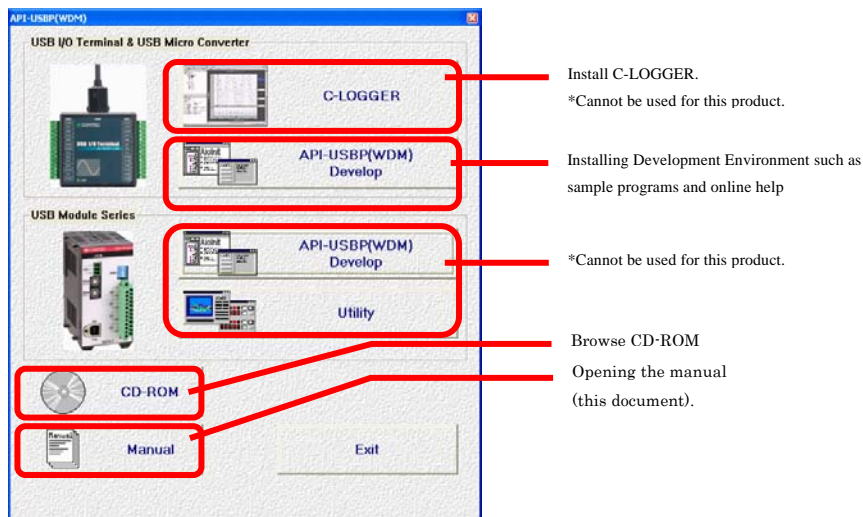 API-USBP(WDM)
USB I/O Terminal & USB Micro Converter
C-LOGGER
API-USBP(WDM)
Develop
USB Module Series
API-USBP(WDM)
Develop
Utility
CD-ROM
Manual
Exit
Install C-LOGGER.
*Cannot be used for this product.
Installing Development Environment such as
sample programs and online help
*Cannot be used for this product.
Browse CD-ROM
Opening the manual
(this document).